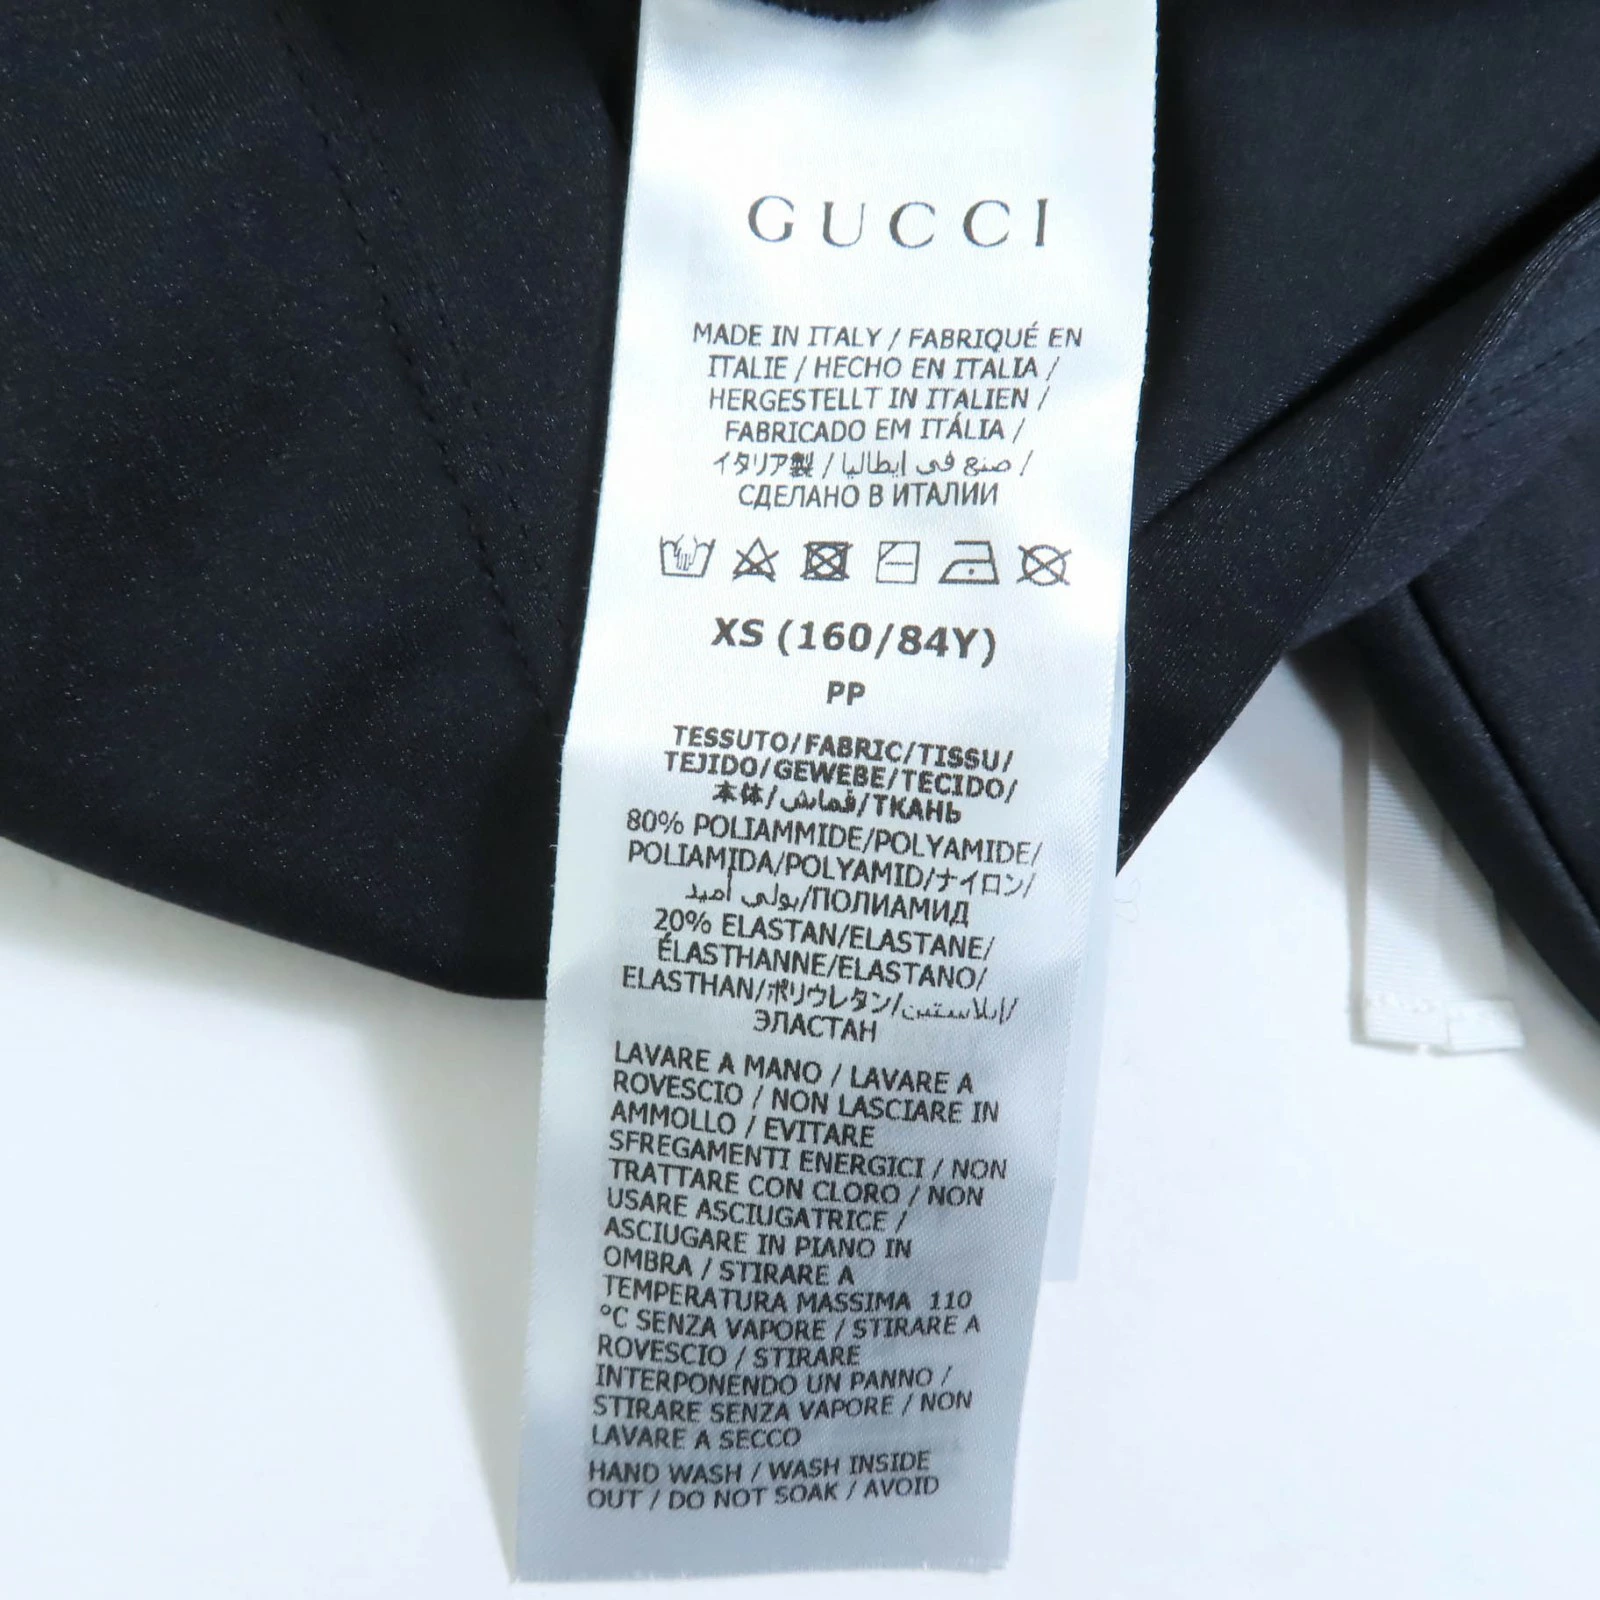 GUCCI
MADE IN ITALY / FABRIQUÉ EN
ITALIE / HECHO EN ITALIA /
HERGESTELLT IN ITALIEN /
FABRICADO EM ITÁLIA /
イタリア製 / صنع في إيطاليا /
СДЕЛАНО В ИТАЛИИ
XS (160/84Y)
PP
TESSUTO/FABRIC/TISSU/
TEJIDO/GEWEBE/TECIDO/
本体/قماش/ТКАНЬ
80% POLIAMMIDE/POLYAMIDE/
POLIAMIDA/POLYAMID/ナイロン/
بولي أميد/ПОЛИАМИД
20% ELASTAN/ELASTANE/
ÉLASTHANNE/ELASTANO/
ELASTHAN/ポリウレタン/إيلاستين/
ЭЛАСТАН
LAVARE A MANO / LAVARE A
ROVESCIO / NON LASCIARE IN
AMMOLLO / EVITARE
SFREGAMENTI ENERGICI / NON
TRATTARE CON CLORO / NON
USARE ASCIUGATRICE /
ASCIUGARE IN PIANO IN
OMBRA / STIRARE A
TEMPERATURA MASSIMA 110
°C SENZA VAPORE / STIRARE A
ROVESCIO / STIRARE
INTERPONENDO UN PANNO /
STIRARE SENZA VAPORE / NON
LAVARE A SECCO
HAND WASH / WASH INSIDE
OUT / DO NOT SOAK / AVOID